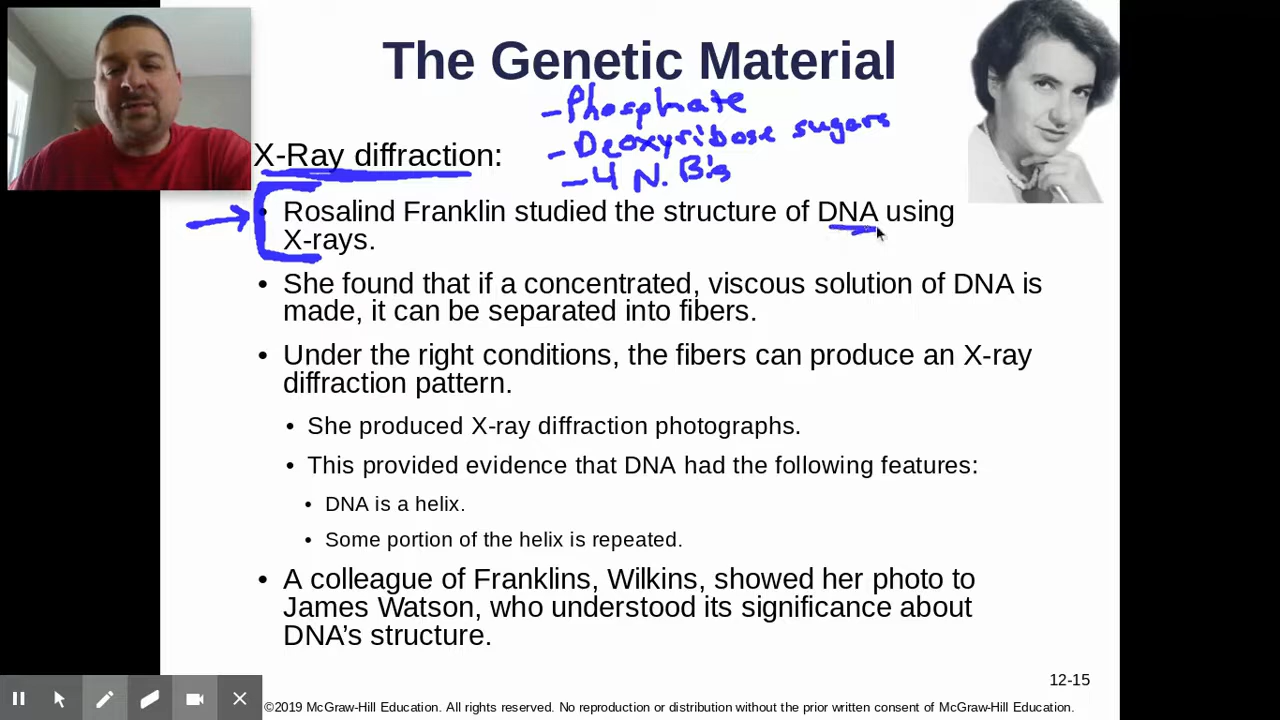 The Genetic Material
- Phosphate
- Deoxyribose sugars
- 4 N. B's
X-Ray diffraction:
• Rosalind Franklin studied the structure of DNA using
X-rays.
• She found that if a concentrated, viscous solution of DNA is
made, it can be separated into fibers.
• Under the right conditions, the fibers can produce an X-ray
diffraction pattern.
• She produced X-ray diffraction photographs.
• This provided evidence that DNA had the following features:
• DNA is a helix.
• Some portion of the helix is repeated.
• A colleague of Franklins, Wilkins, showed her photo to
James Watson, who understood its significance about
DNA’s structure.
12-15
©2019 McGraw-Hill Education. All rights reserved. No reproduction or distribution without the prior written consent of McGraw-Hill Education.